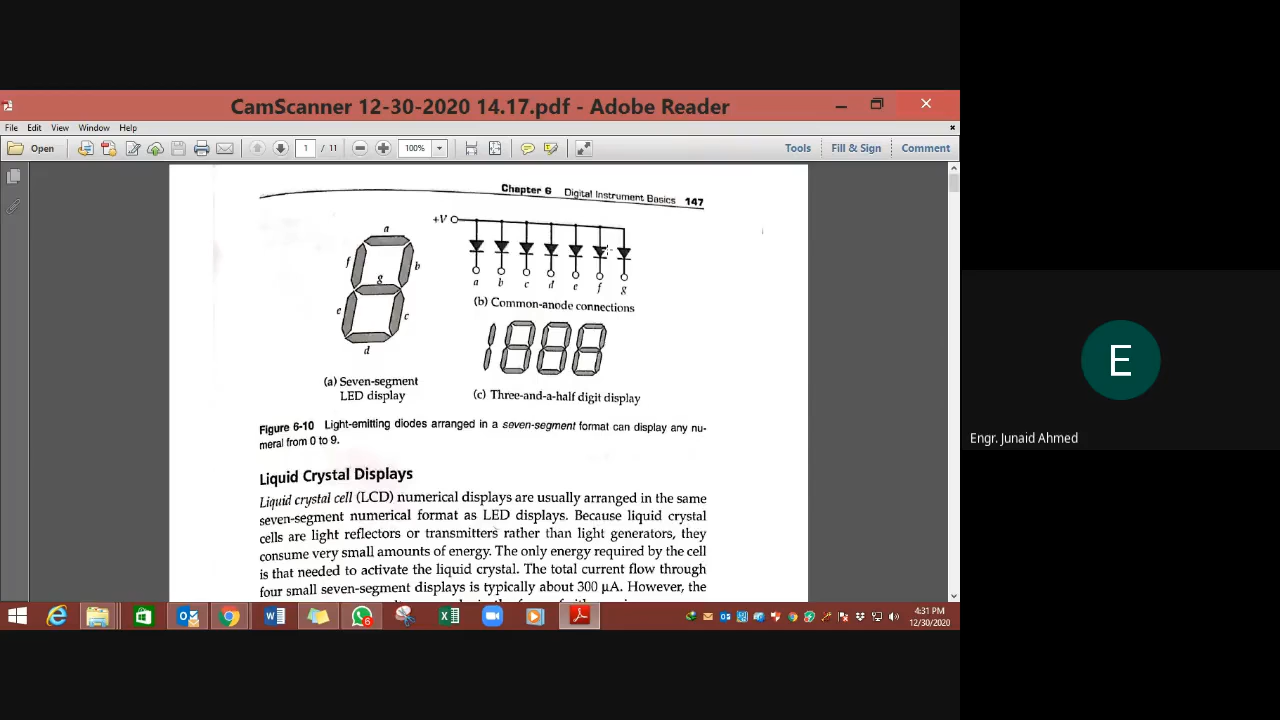 CamScanner 12-30-2020 14.17.pdf - Adobe Reader
File Edit View Window Help
Open 1 / 11 100% Tools Fill & Sign Comment
Chapter 6 Digital Instrument Basics 147
+V
a
f b
g
e c
d
a b c d e f g
(b) Common-anode connections
(a) Seven-segment
LED display
(c) Three-and-a-half digit display
Figure 6-10 Light-emitting diodes arranged in a seven-segment format can display any nu-
meral from 0 to 9.
Liquid Crystal Displays
Liquid crystal cell (LCD) numerical displays are usually arranged in the same
seven-segment numerical format as LED displays. Because liquid crystal
cells are light reflectors or transmitters rather than light generators, they
consume very small amounts of energy. The only energy required by the cell
is that needed to activate the liquid crystal. The total current flow through
four small seven-segment displays is typically about 300 µA. However, the
4:31 PM
12/30/2020
E
Engr. Junaid Ahmed